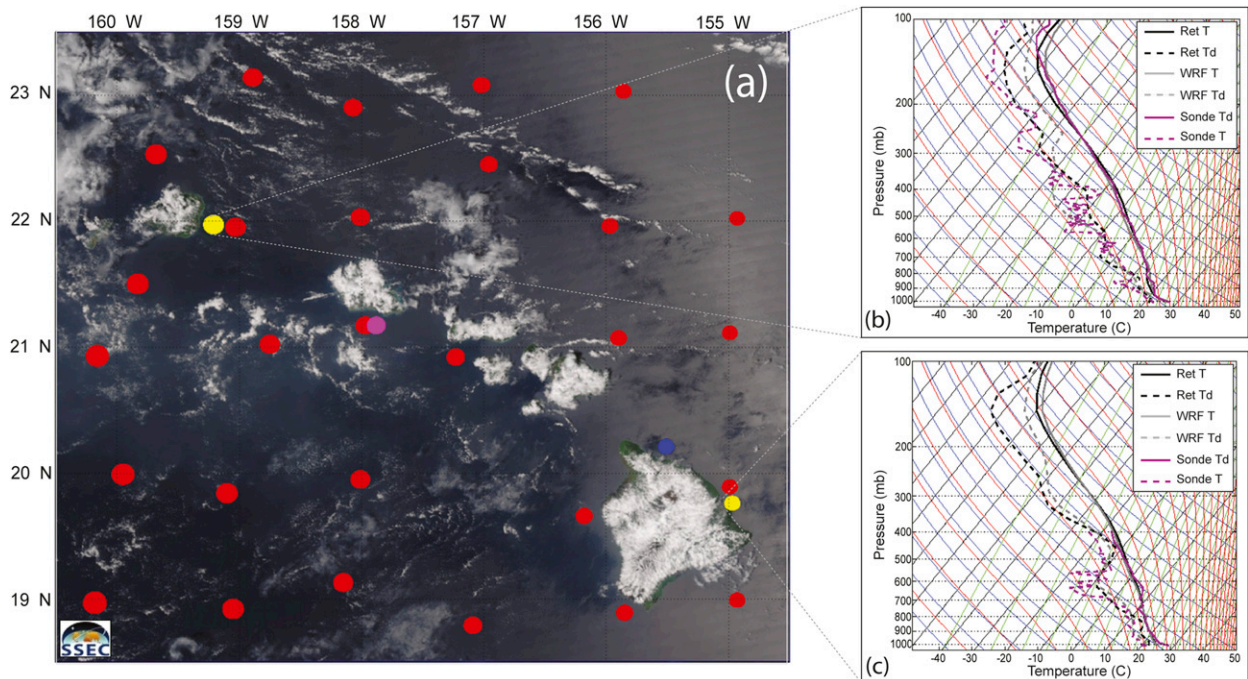 160 W 159 W 158 W 157 W 156 W 155 W
(a)
23 N
22 N
21 N
20 N
19 N
SSEC
100
200
300
400
500
600
700
800
900
1000
Pressure (mb)
Ret T
Ret Td
WRF T
WRF Td
Sonde Td
Sonde T
-40 -30 -20 -10 0 10 20 30 40 50
Temperature (C)
(b)
100
200
300
400
500
600
700
800
900
1000
Pressure (mb)
Ret T
Ret Td
WRF T
WRF Td
Sonde Td
Sonde T
-40 -30 -20 -10 0 10 20 30 40 50
Temperature (C)
(c)